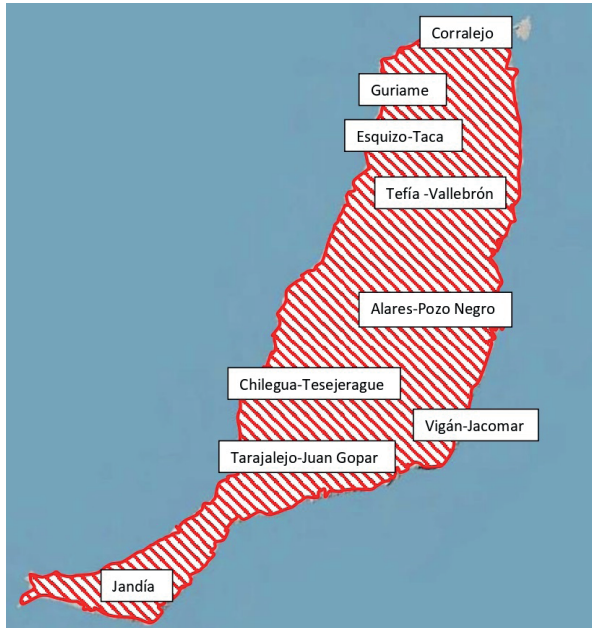 Corralejo
Guriame
Esquizo-Taca
Tefía -Vallebrón
Alares-Pozo Negro
Chilegua-Tesejerague
Vigán-Jacomar
Tarajalejo-Juan Gopar
Jandía